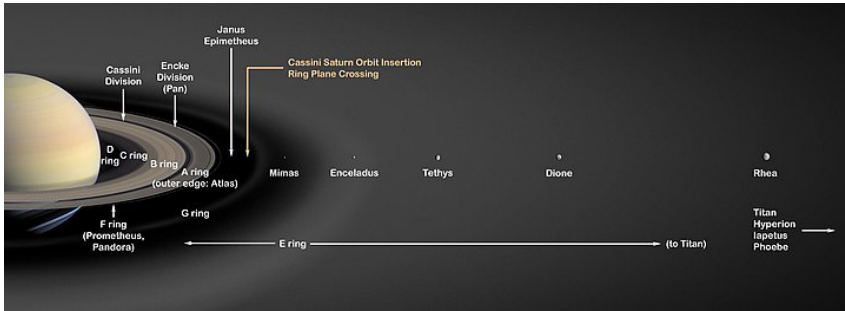 Janus
Epimetheus
Cassini Saturn Orbit Insertion
Ring Plane Crossing
Cassini
Division
Encke
Division
(Pan)
D
ring
C ring
B ring
A ring
(outer edge: Atlas)
Mimas
Enceladus
Tethys
Dione
Rhea
G ring
F ring
(Prometheus,
Pandora)
E ring
(to Titan)
Titan
Hyperion
Iapetus
Phoebe